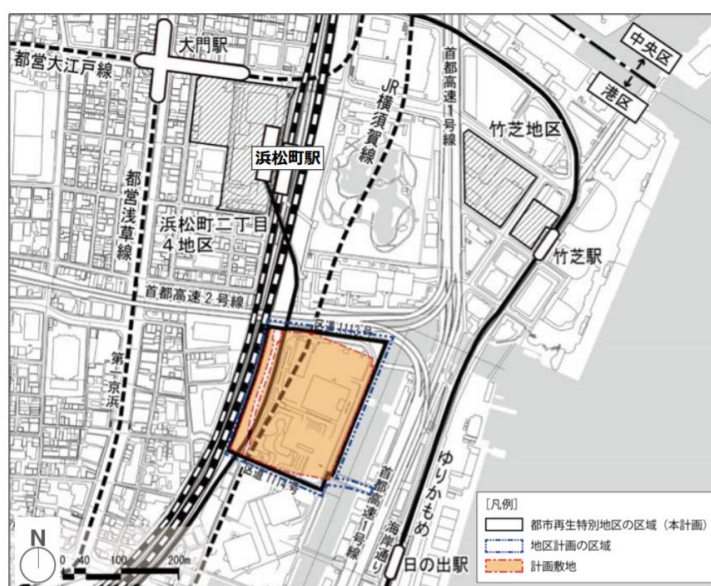 大門駅
都営大江戸線
浜松町駅
JR横須賀線
首都高速1号線
中央区
港区
竹芝地区
竹芝駅
都営浅草線
浜松町二丁目
4地区
首都高速2号線
第一京浜
区道1112号
区道1114号
首都高速1号線
海岸通り
ゆりかもめ
日の出駅
N
0 40 100 200m
[凡例]
都市再生特別地区の区域（本計画）
地区計画の区域
計画敷地